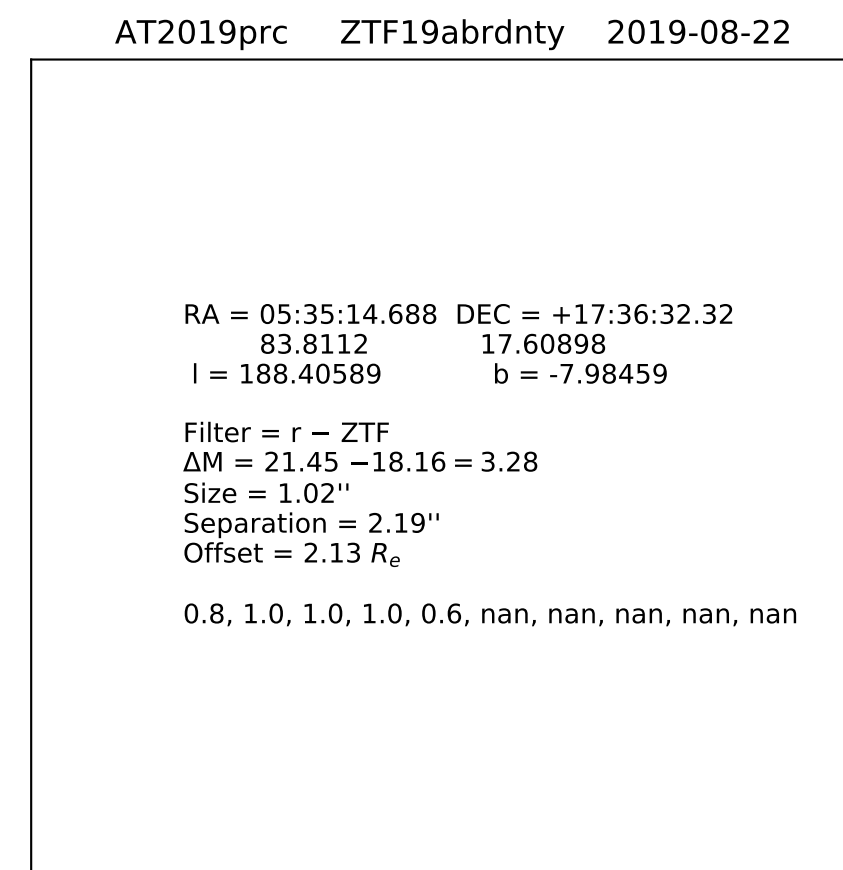 AT2019prc ZTF19abrdnty 2019-08-22
RA = 05:35:14.688 DEC = +17:36:32.32
83.8112 17.60898
l = 188.40589 b = -7.98459
Filter = r − ZTF
ΔM = 21.45 −18.16 = 3.28
Size = 1.02''
Separation = 2.19''
Offset = 2.13 Re
0.8, 1.0, 1.0, 1.0, 0.6, nan, nan, nan, nan, nan